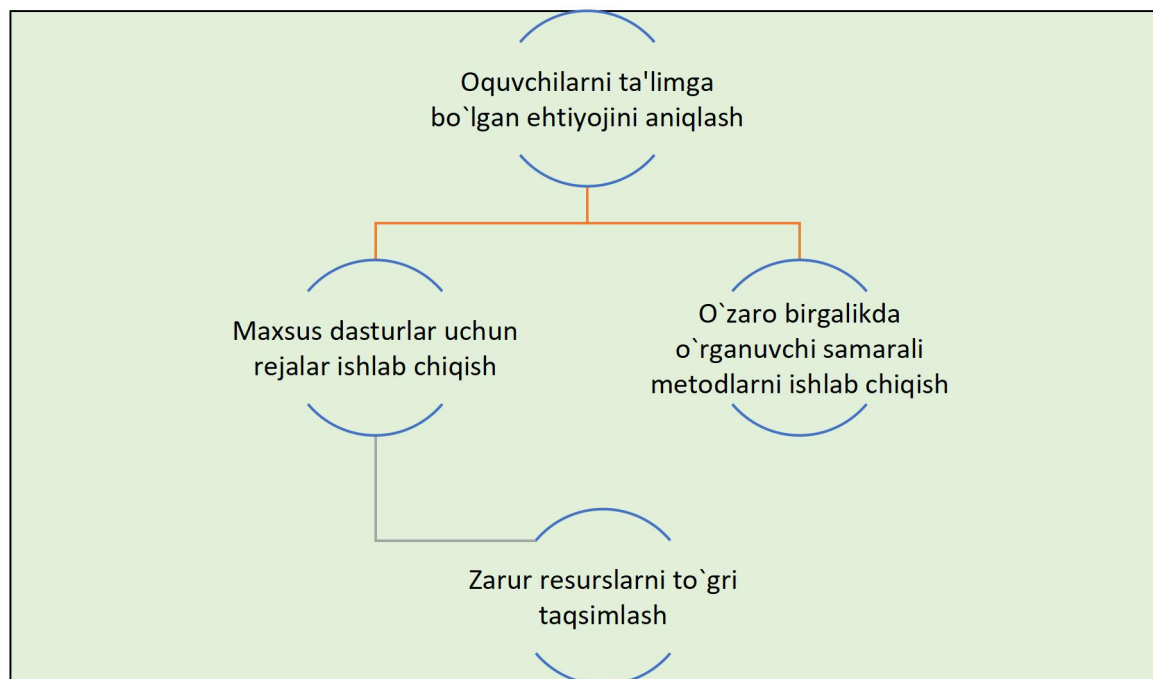 Oquvchilarni ta'limga
bo`lgan ehtiyojini aniqlash
Maxsus dasturlar uchun
rejalar ishlab chiqish
O`zaro birgalikda
o`rganuvchi samarali
metodlarni ishlab chiqish
Zarur resurslarni to`gri
taqsimlash